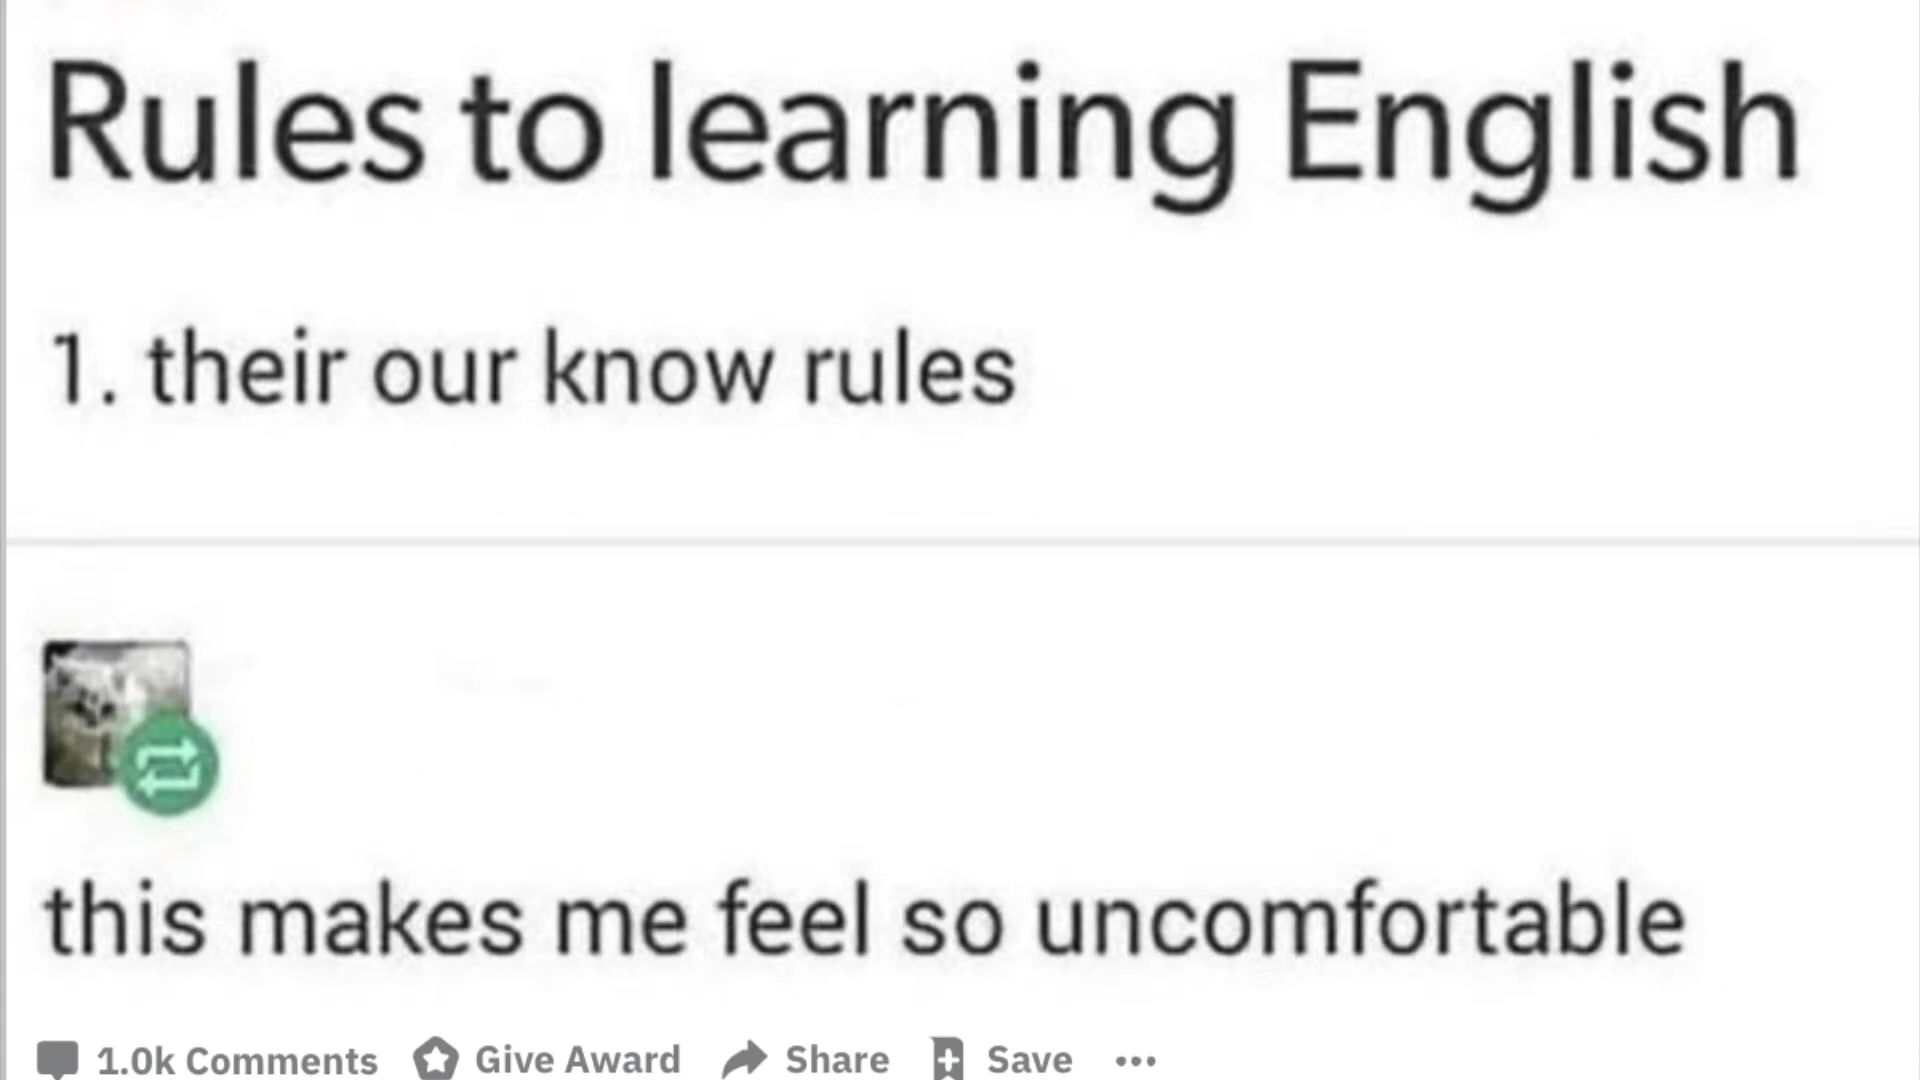 Rules to learning English
1. their our know rules
this makes me feel so uncomfortable
1.0k Comments Give Award Share Save ...